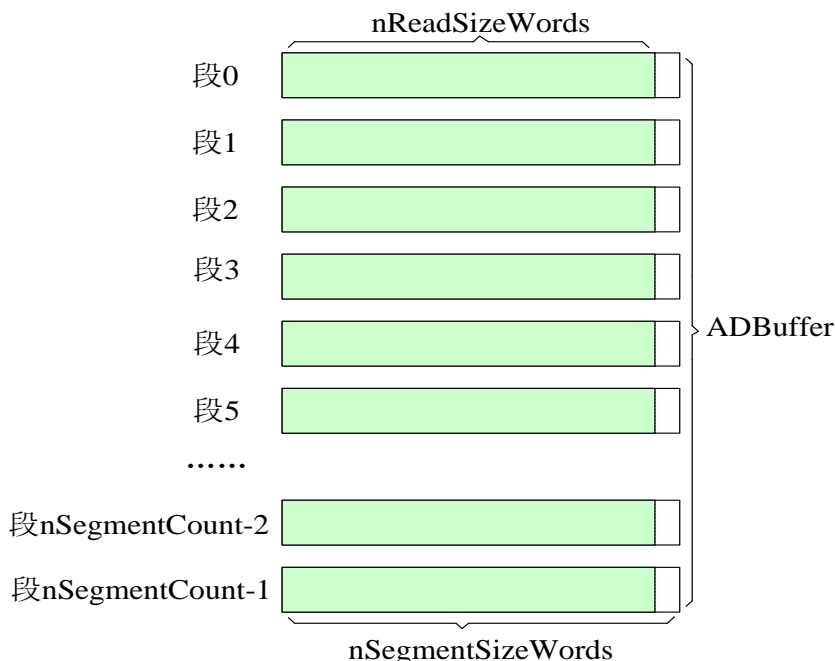 nReadSizeWords
段0
段1
段2
段3
段4
ADBuffer
段5
......
段nSegmentCount-2
段nSegmentCount-1
nSegmentSizeWords